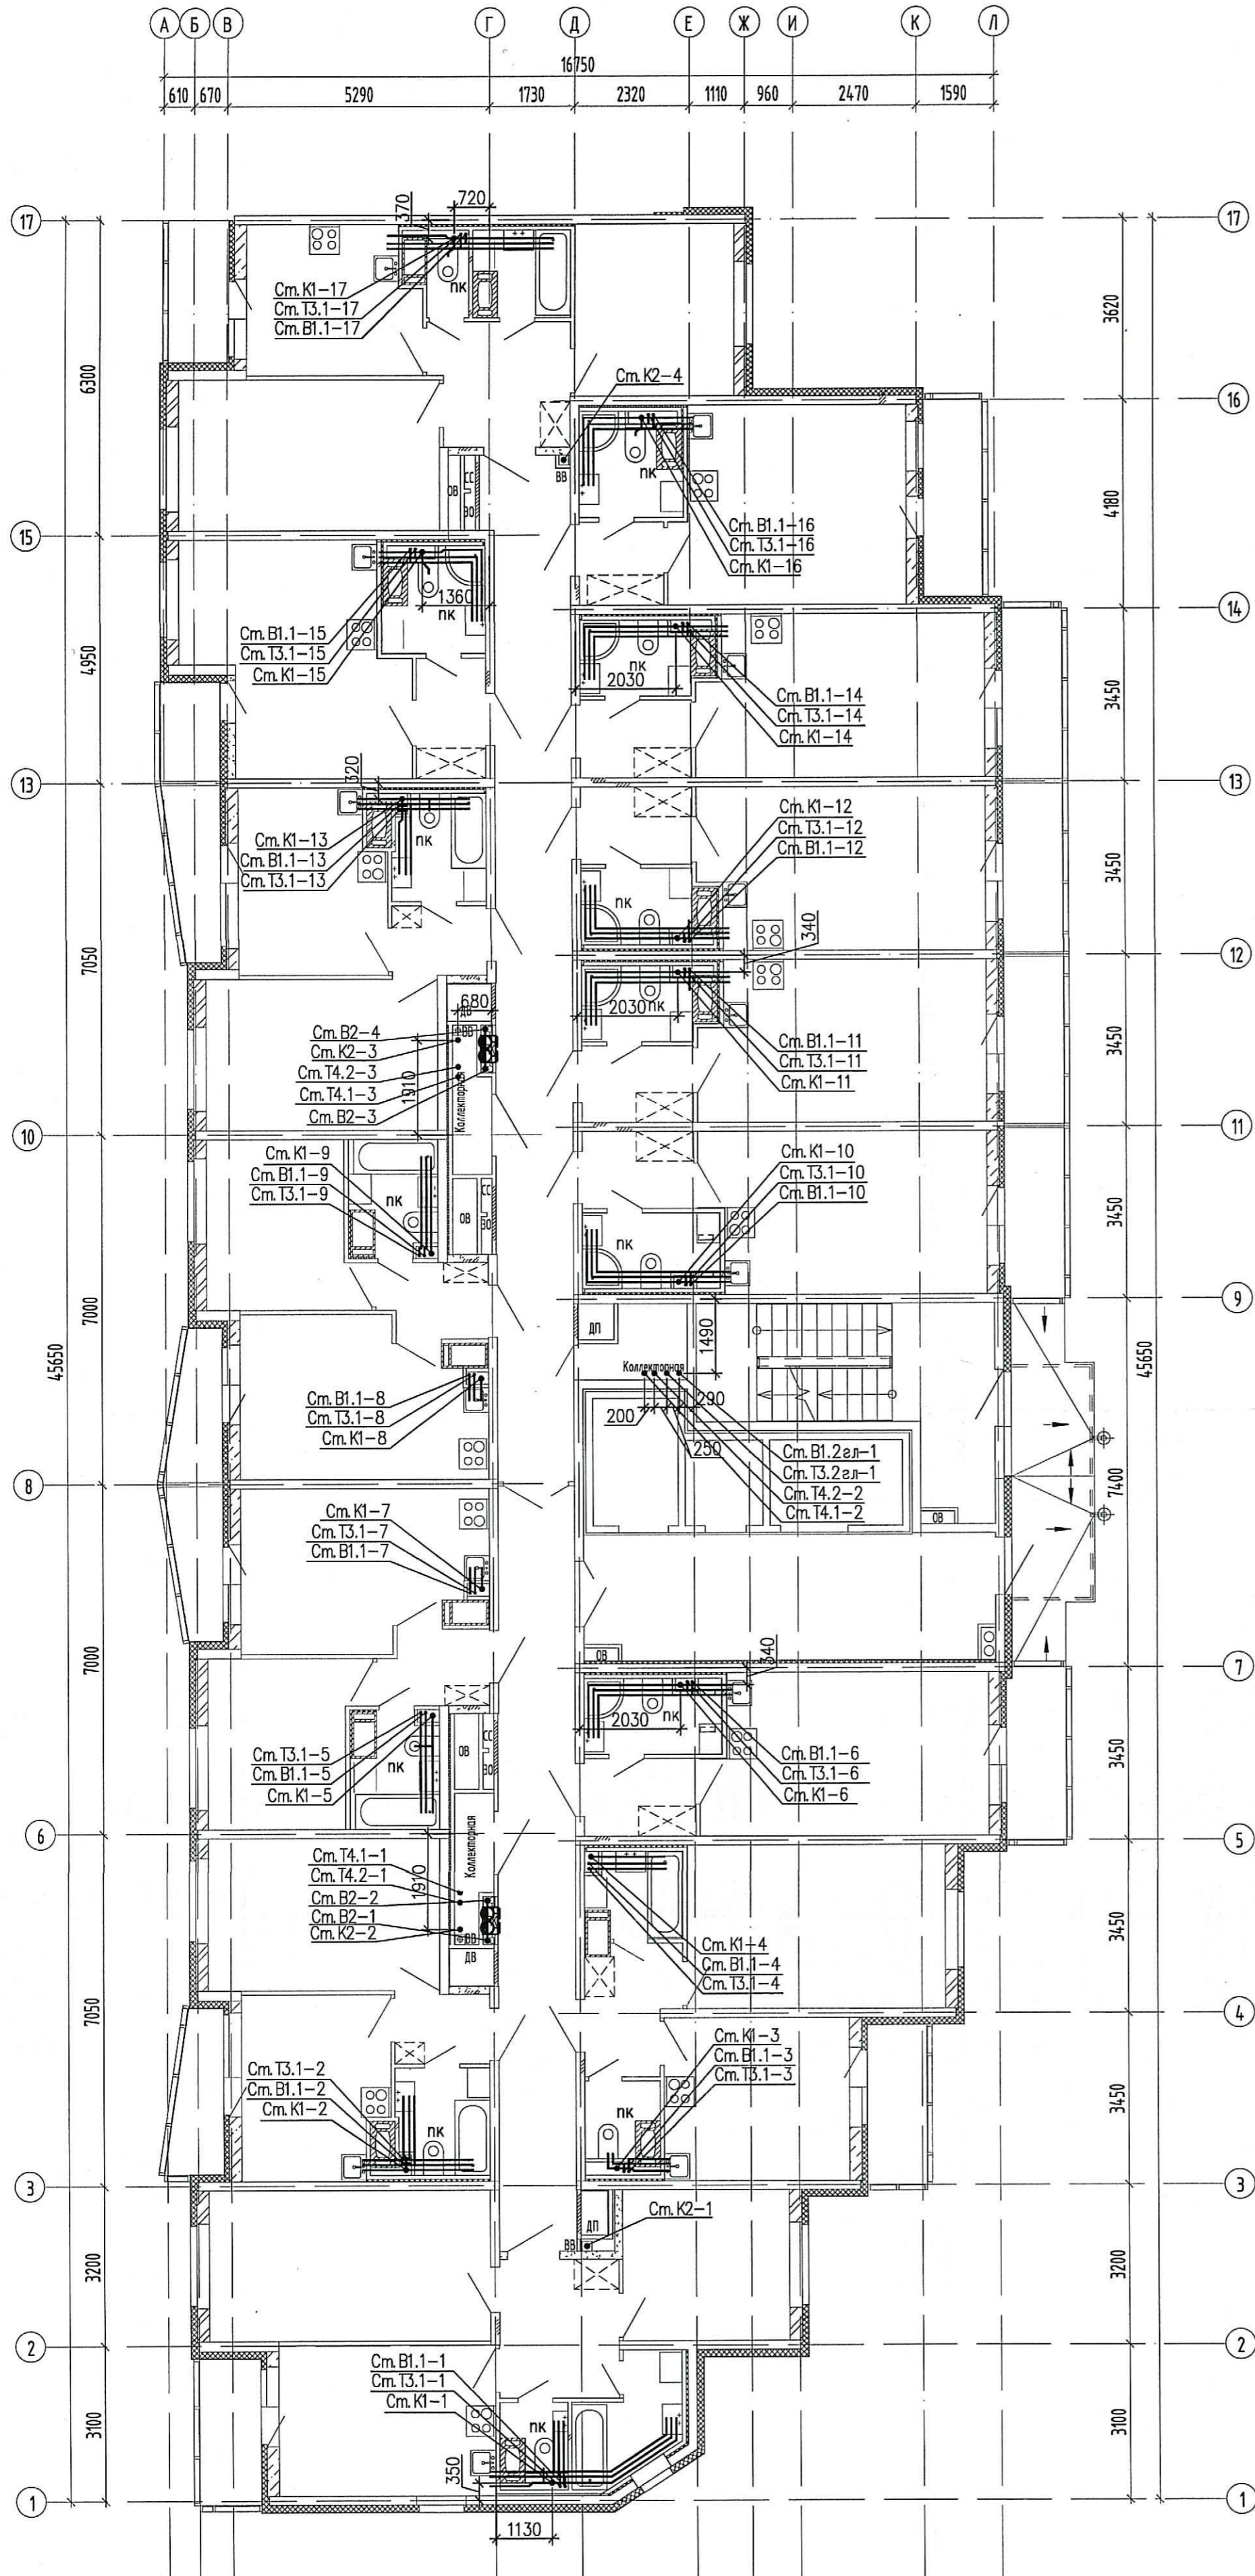 А Б В Г Д Е Ж И К Л
16750
610 670 5290 1730 2320 1110 960 2470 1590
370 720
17 17
Ст. К1-17
Ст. Т3.1-17
Ст. В1.1-17
ПК
3620
6300
Ст. К2-4
16
ВВ
ПК
ОВ
СС
ЭО
4180
Ст. В1.1-16
Ст. Т3.1-16
Ст. К1-16
15
1360
ПК
14
Ст. В1.1-15
Ст. Т3.1-15
Ст. К1-15
ПК
2030
4950
3450
Ст. В1.1-14
Ст. Т3.1-14
Ст. К1-14
320
13 13
Ст. К1-13
Ст. В1.1-13
Ст. Т3.1-13
ПК
Ст. К1-12
Ст. Т3.1-12
Ст. В1.1-12
3450
ПК
340
12
7050
680
ДВ
ВВ
2030
ПК
Ст. В2-4
Ст. К2-3
Ст. Т4.2-3
Ст. Т4.1-3
Ст. В2-3
1910
Коллекторная
Ст. В1.1-11
Ст. Т3.1-11
Ст. К1-11
3450
10 11
Ст. К1-9
Ст. В1.1-9
Ст. Т3.1-9
ПК
ОВ
СС
ЭО
Ст. К1-10
Ст. Т3.1-10
Ст. В1.1-10
3450
ПК
9
7000
ДП
1490
45650 45650
Коллекторная
Ст. В1.1-8
Ст. Т3.1-8
Ст. К1-8
200 290
250
Ст. В1.2гл-1
Ст. Т3.2гл-1
Ст. Т4.2-2
Ст. Т4.1-2
7400
8
ОВ
Ст. К1-7
Ст. Т3.1-7
Ст. В1.1-7
7000
ОВ
340
7
2030
ПК
Ст. Т3.1-5
Ст. В1.1-5
Ст. К1-5
ПК
ОВ
СС
ЭО
Ст. В1.1-6
Ст. Т3.1-6
Ст. К1-6
3450
6 5
Коллекторная
1910
Ст. Т4.1-1
Ст. Т4.2-1
Ст. В2-2
Ст. В2-1
Ст. К2-2
ВВ
ДВ
Ст. К1-4
Ст. В1.1-4
Ст. Т3.1-4
3450
4
7050
Ст. Т3.1-2
Ст. В1.1-2
Ст. К1-2
ПК
ПК
Ст. К1-3
Ст. В1.1-3
Ст. Т3.1-3
3450
3 3
ДП
ВВ
Ст. К2-1
3200 3200
2 2
Ст. В1.1-1
Ст. Т3.1-1
Ст. К1-1
ПК
3100 3100
350
1 1
1130